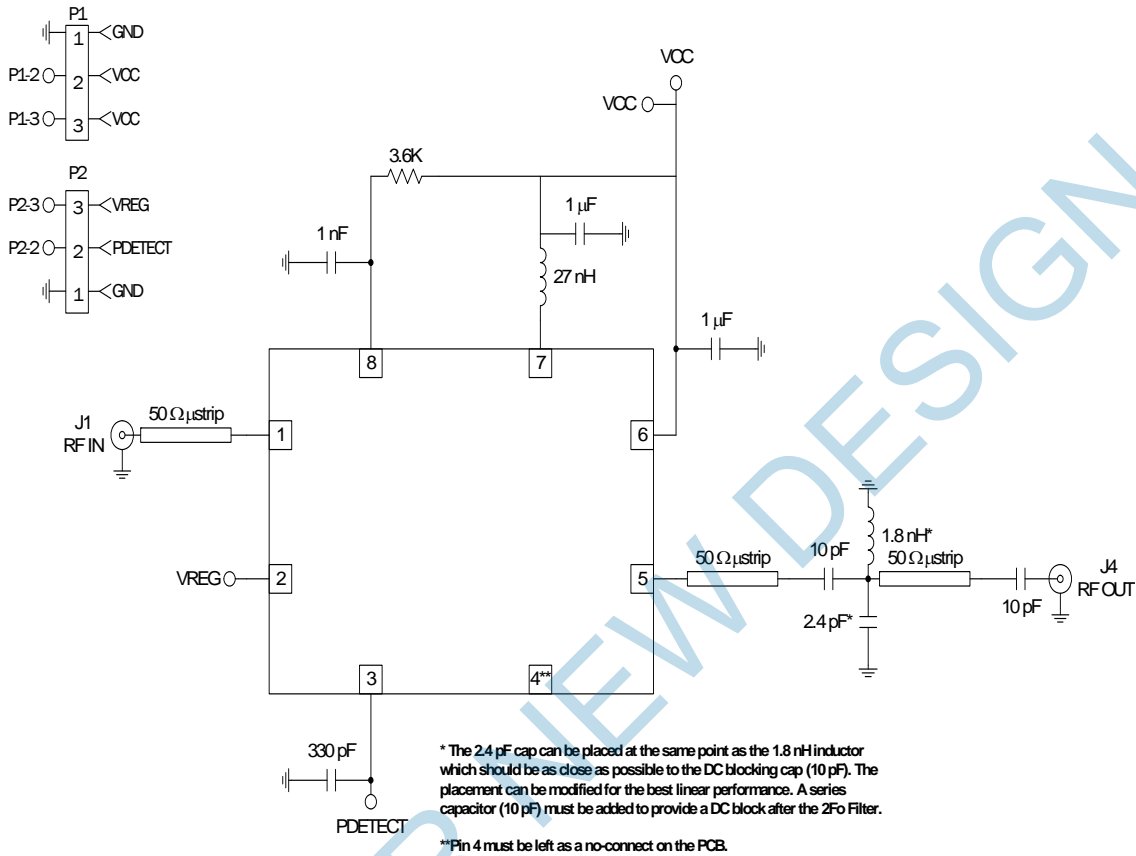 P1
1
GND
P1-2
2
VCC
P1-3
3
VCC
P2
P2-3
3
VREG
P2-2
2
PDETECT
1
GND
VCC
VCC
3.6K
1 µF
1 nF
27 nH
1 µF
8
7
J1
RF IN
50 Ω µstrip
1
6
VREG
2
5
50 Ω µstrip
10 pF
1.8 nH*
50 Ω µstrip
2.4 pF*
10 pF
J4
RF OUT
3
4**
330 pF
PDETECT
* The 2.4 pF cap can be placed at the same point as the 1.8 nH inductor
which should be as close as possible to the DC blocking cap (10 pF). The
placement can be modified for the best linear performance. A series
capacitor (10 pF) must be added to provide a DC block after the 2Fo Filter.
**Pin 4 must be left as a no-connect on the PCB.
R NEW DESIGN